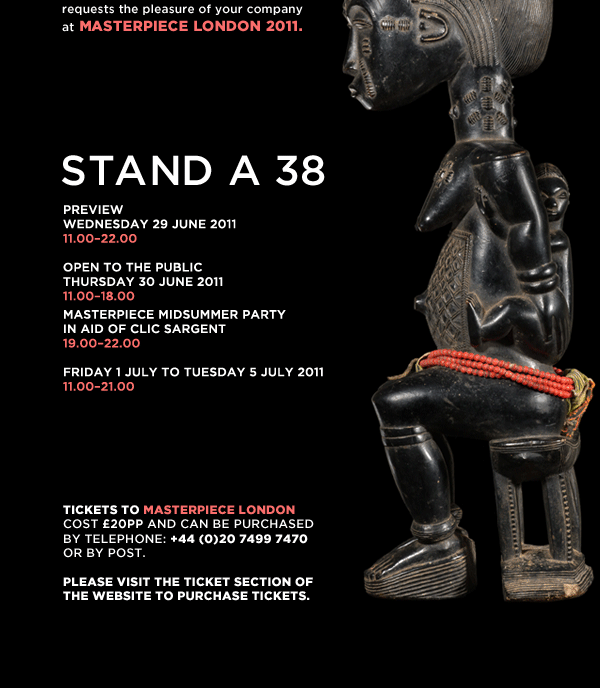 requests the pleasure of your company
at MASTERPIECE LONDON 2011.
STAND A 38
PREVIEW
WEDNESDAY 29 JUNE 2011
11.00–22.00
OPEN TO THE PUBLIC
THURSDAY 30 JUNE 2011
11.00–18.00
MASTERPIECE MIDSUMMER PARTY
IN AID OF CLIC SARGENT
19.00–22.00
FRIDAY 1 JULY TO TUESDAY 5 JULY 2011
11.00–21.00
TICKETS TO MASTERPIECE LONDON
COST £20PP AND CAN BE PURCHASED
BY TELEPHONE: +44 (0)20 7499 7470
OR BY POST.
PLEASE VISIT THE TICKET SECTION OF
THE WEBSITE TO PURCHASE TICKETS.